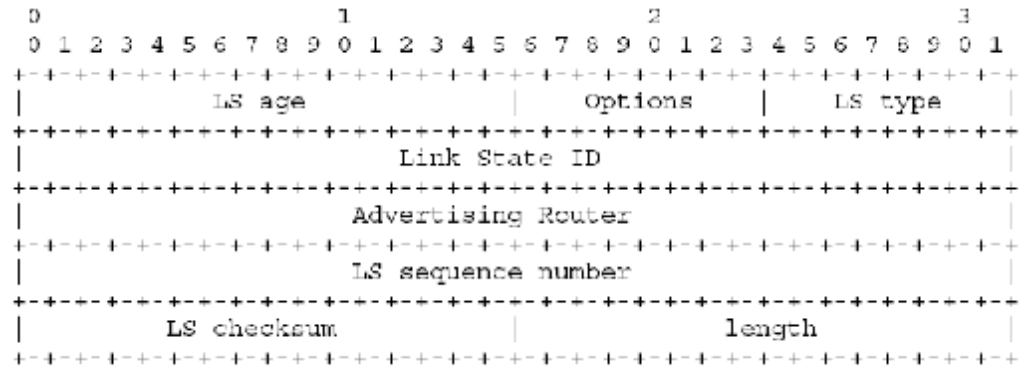 0                   1                   2                   3
0 1 2 3 4 5 6 7 8 9 0 1 2 3 4 5 6 7 8 9 0 1 2 3 4 5 6 7 8 9 0 1
+-+-+-+-+-+-+-+-+-+-+-+-+-+-+-+-+-+-+-+-+-+-+-+-+-+-+-+-+-+-+-+-+
| LS age | Options | LS type |
+-+-+-+-+-+-+-+-+-+-+-+-+-+-+-+-+-+-+-+-+-+-+-+-+-+-+-+-+-+-+-+-+
| Link State ID |
+-+-+-+-+-+-+-+-+-+-+-+-+-+-+-+-+-+-+-+-+-+-+-+-+-+-+-+-+-+-+-+-+
| Advertising Router |
+-+-+-+-+-+-+-+-+-+-+-+-+-+-+-+-+-+-+-+-+-+-+-+-+-+-+-+-+-+-+-+-+
| LS sequence number |
+-+-+-+-+-+-+-+-+-+-+-+-+-+-+-+-+-+-+-+-+-+-+-+-+-+-+-+-+-+-+-+-+
| LS checksum | length |
+-+-+-+-+-+-+-+-+-+-+-+-+-+-+-+-+-+-+-+-+-+-+-+-+-+-+-+-+-+-+-+-+